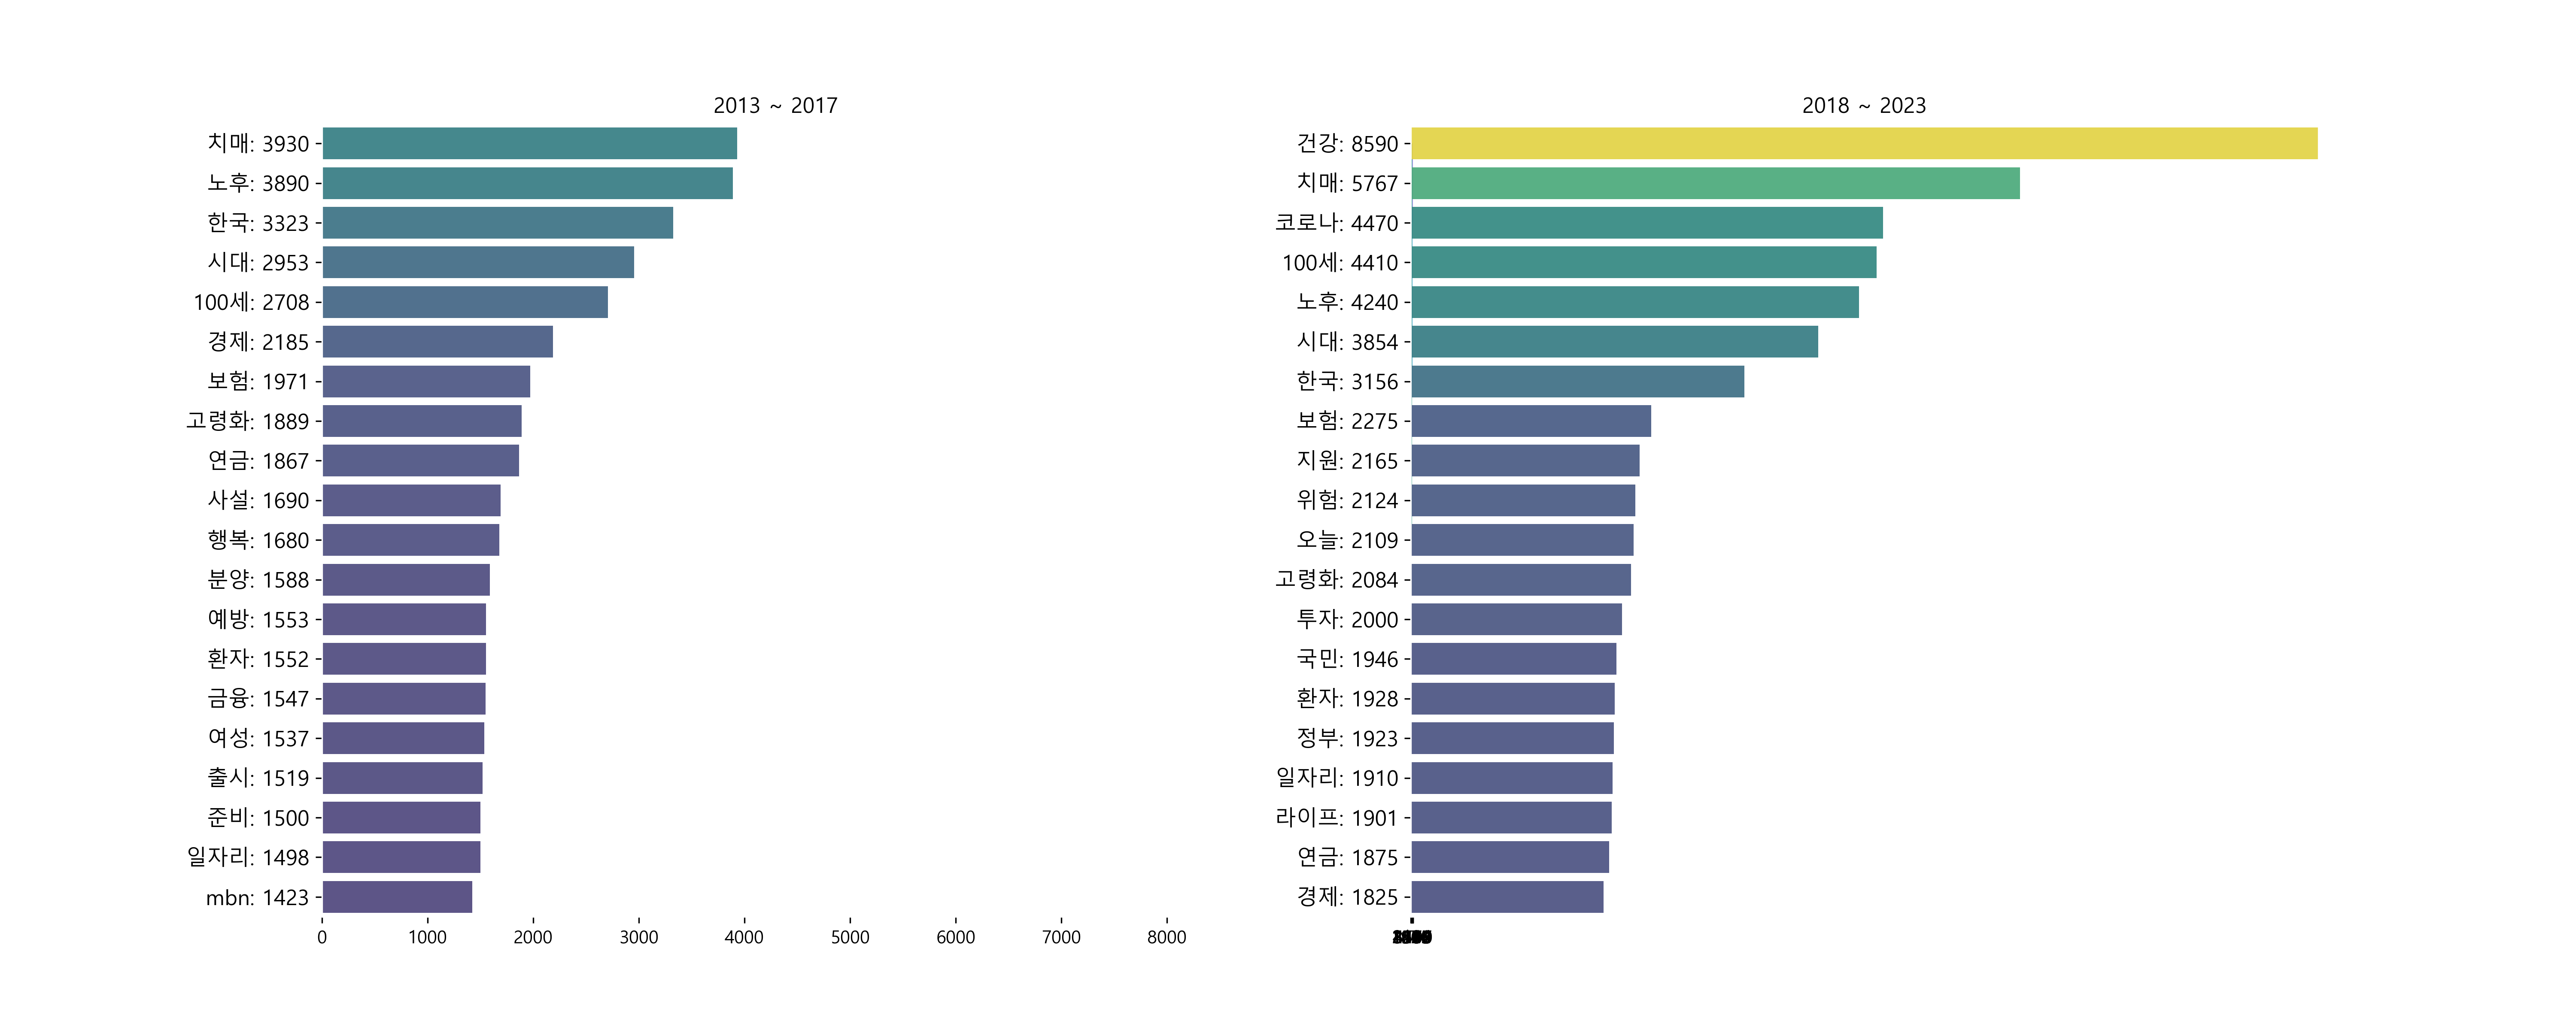 2013 ~ 2017
치매: 3930
노후: 3890
한국: 3323
시대: 2953
100세: 2708
경제: 2185
보험: 1971
고령화: 1889
연금: 1867
사설: 1690
행복: 1680
분양: 1588
예방: 1553
환자: 1552
금융: 1547
여성: 1537
출시: 1519
준비: 1500
일자리: 1498
mbn: 1423
0 1000 2000 3000 4000 5000 6000 7000 8000
2018 ~ 2023
건강: 8590
치매: 5767
코로나: 4470
100세: 4410
노후: 4240
시대: 3854
한국: 3156
보험: 2275
지원: 2165
위험: 2124
오늘: 2109
고령화: 2084
투자: 2000
국민: 1946
환자: 1928
정부: 1923
일자리: 1910
라이프: 1901
연금: 1875
경제: 1825